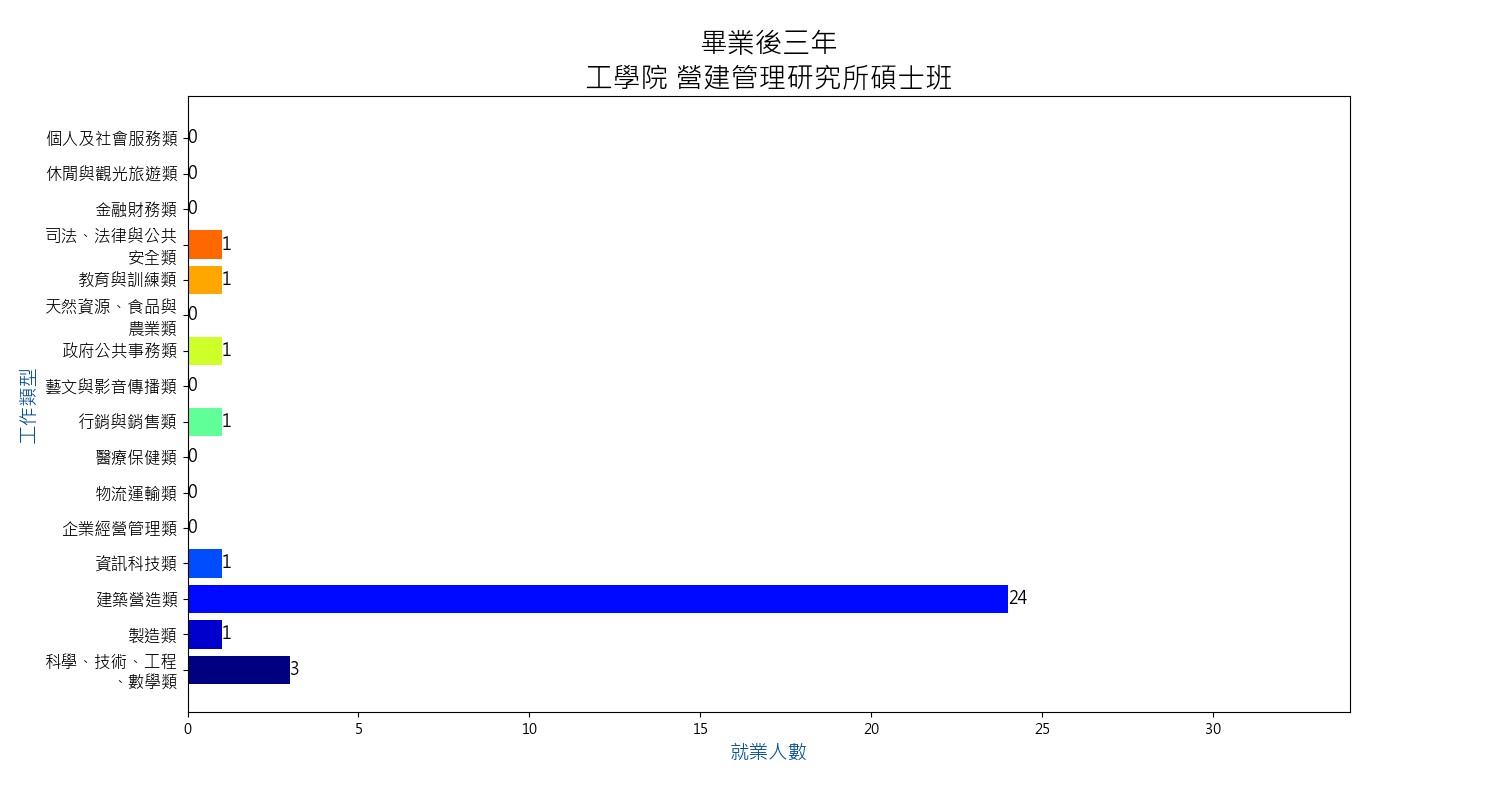 畢業後三年
工學院 營建管理研究所碩士班
個人及社會服務類 0
休閒與觀光旅遊類 0
金融財務類 0
司法、法律與公共
安全類 1
教育與訓練類 1
天然資源、食品與
農業類 0
政府公共事務類 1
藝文與影音傳播類 0
行銷與銷售類 1
醫療保健類 0
物流運輸類 0
企業經營管理類 0
資訊科技類 1
建築營造類 24
製造類 1
科學、技術、工程
、數學類 3
工作類型
0 5 10 15 20 25 30
就業人數